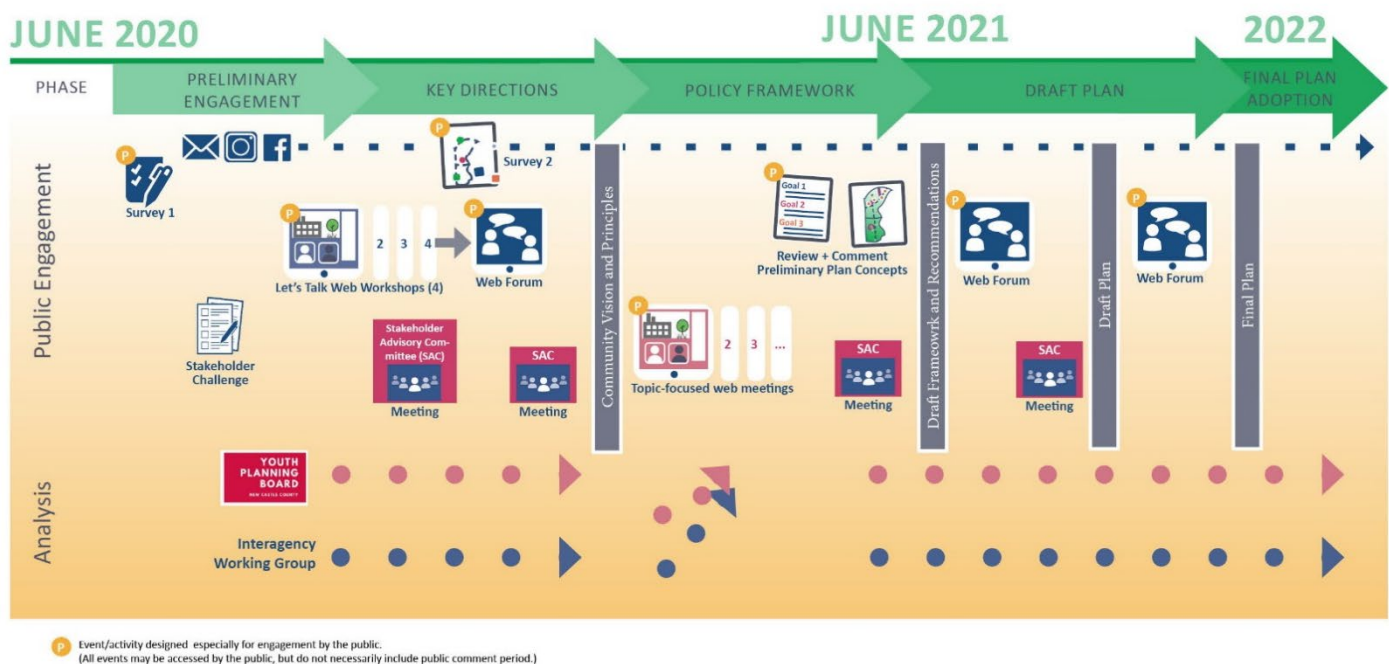 JUNE 2020
JUNE 2021
2022
PHASE
PRELIMINARY
ENGAGEMENT
KEY DIRECTIONS
POLICY FRAMEWORK
DRAFT PLAN
FINAL PLAN
ADOPTION
Public Engagement
P
Survey 1
P
Survey 2
P
2
3
4
Let's Talk Web Workshops (4)
P
Web Forum
Stakeholder
Challenge
Stakeholder
Advisory Com-
mittee (SAC)
Meeting
SAC
Meeting
Community Vision and Principles
P
Goal 1
Goal 2
Goal 3
Review + Comment
Preliminary Plan Concepts
P
2
3
...
Topic-focused web meetings
SAC
Meeting
Draft Frameowrk and Recommendations
P
Web Forum
SAC
Meeting
Draft Plan
P
Web Forum
Final Plan
Analysis
YOUTH
PLANNING
BOARD
NEW CASTLE COUNTY
Interagency
Working Group
P
Event/activity designed especially for engagement by the public.
(All events may be accessed by the public, but do not necessarily include public comment period.)